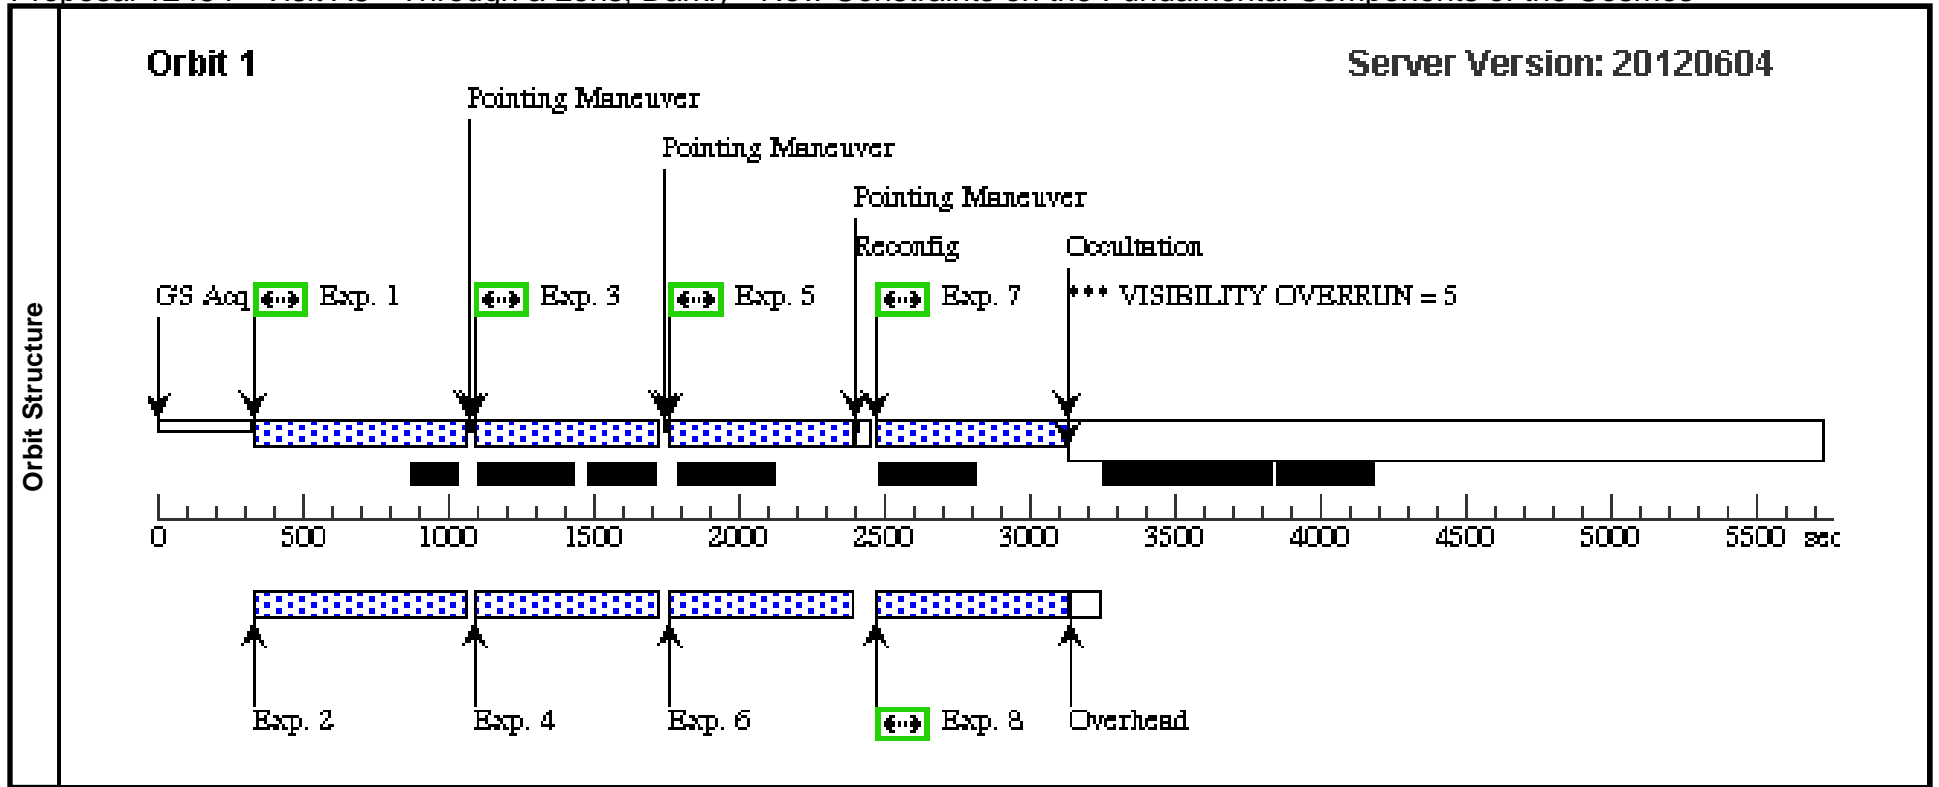 Orbit 1
Server Version: 20120604
Pointing Maneuver
Pointing Maneuver
Pointing Maneuver
Reconfig
Occultation
GS Acq
Exp. 1
Exp. 3
Exp. 5
Exp. 7
*** VISIBILITY OVERRUN = 5
Orbit Structure
0 500 1000 1500 2000 2500 3000 3500 4000 4500 5000 5500 sec
Exp. 2
Exp. 4
Exp. 6
Exp. 8
Overhead